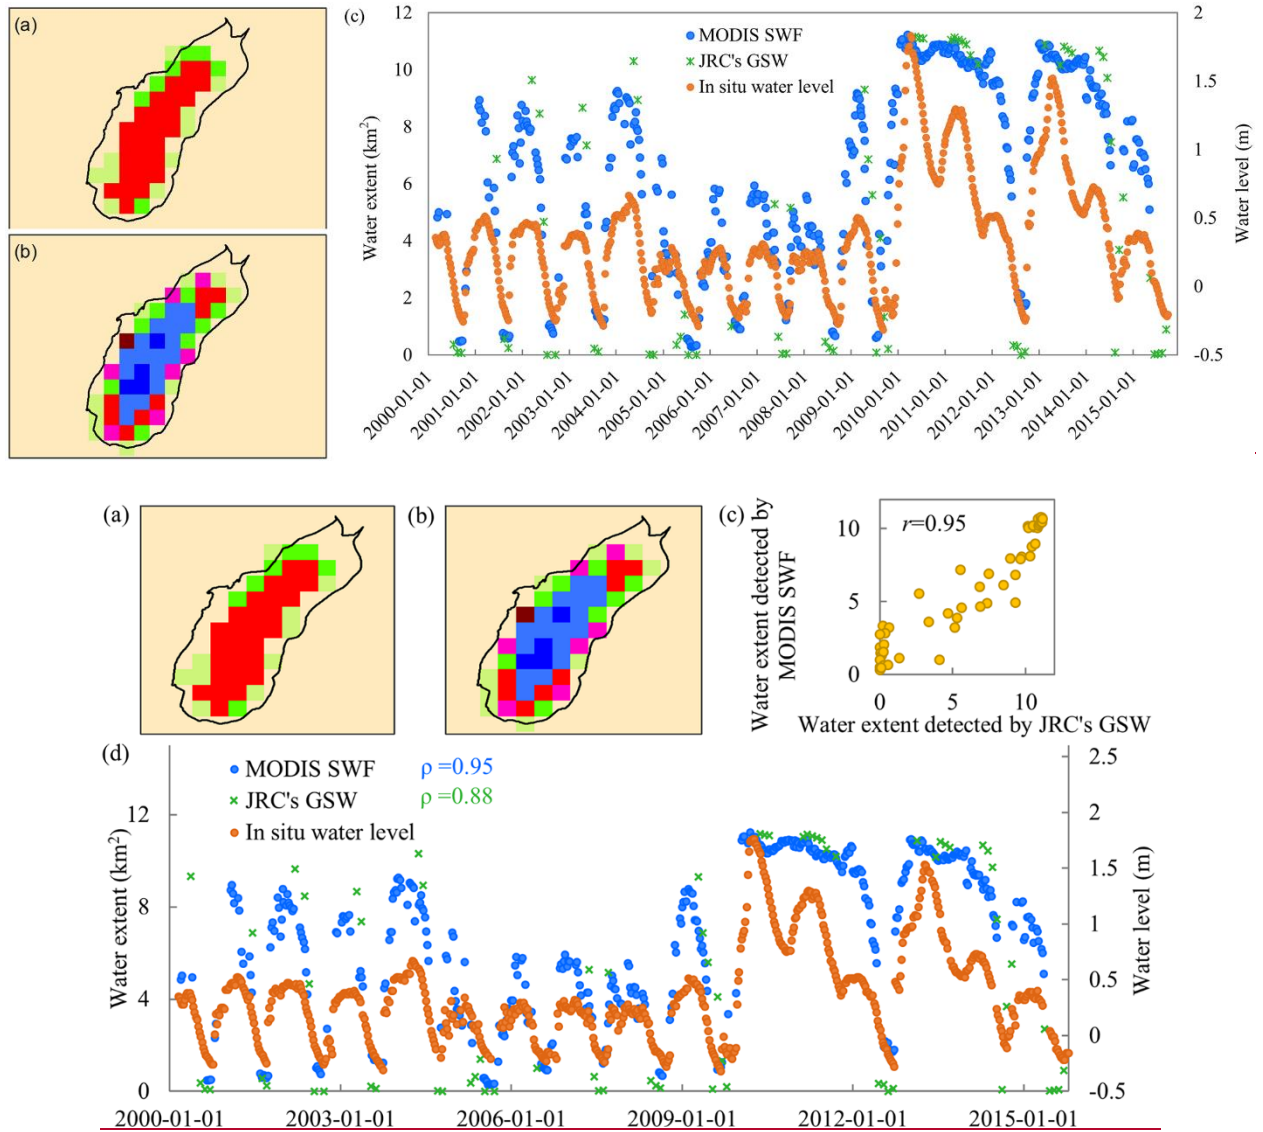 (a)
(b)
(c)
12
10
8
6
4
2
0
Water extent (km2)
MODIS SWF
JRC's GSW
In situ water level
2
1.5
1
0.5
0
-0.5
Water level (m)
2000-01-01
2001-01-01
2002-01-01
2003-01-01
2004-01-01
2005-01-01
2006-01-01
2007-01-01
2008-01-01
2009-01-01
2010-01-01
2011-01-01
2012-01-01
2013-01-01
2014-01-01
2015-01-01
(a)
(b)
(c)
Water extent detected by
MODIS SWF
r=0.95
10
5
0
0
5
10
Water extent detected by JRC's GSW
(d)
MODIS SWF
ρ =0.95
JRC's GSW
ρ =0.88
In situ water level
Water extent (km2)
12
8
4
0
2.5
2
1.5
1
0.5
0
-0.5
Water level (m)
2000-01-01
2003-01-01
2006-01-01
2009-01-01
2012-01-01
2015-01-01